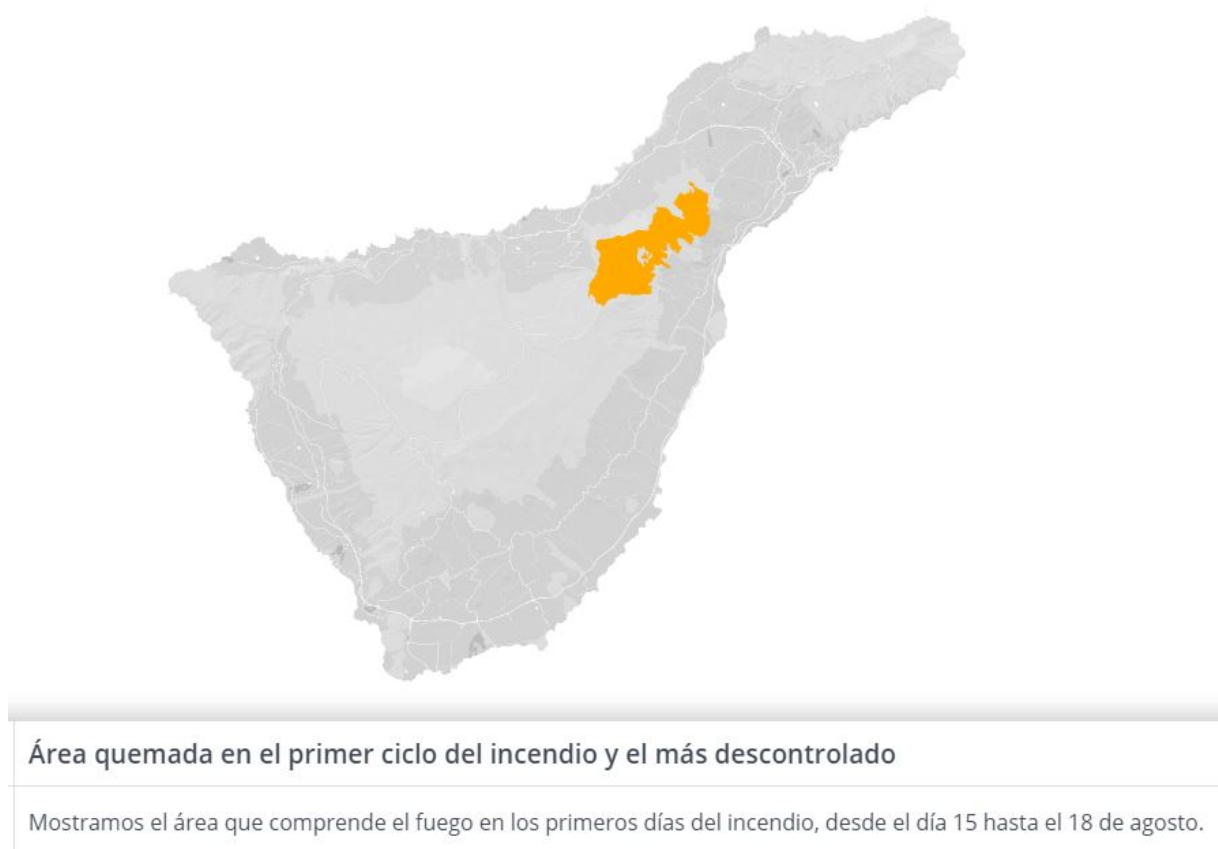 Área quemada en el primer ciclo del incendio y el más descontrolado
Mostramos el área que comprende el fuego en los primeros días del incendio, desde el día 15 hasta el 18 de agosto.